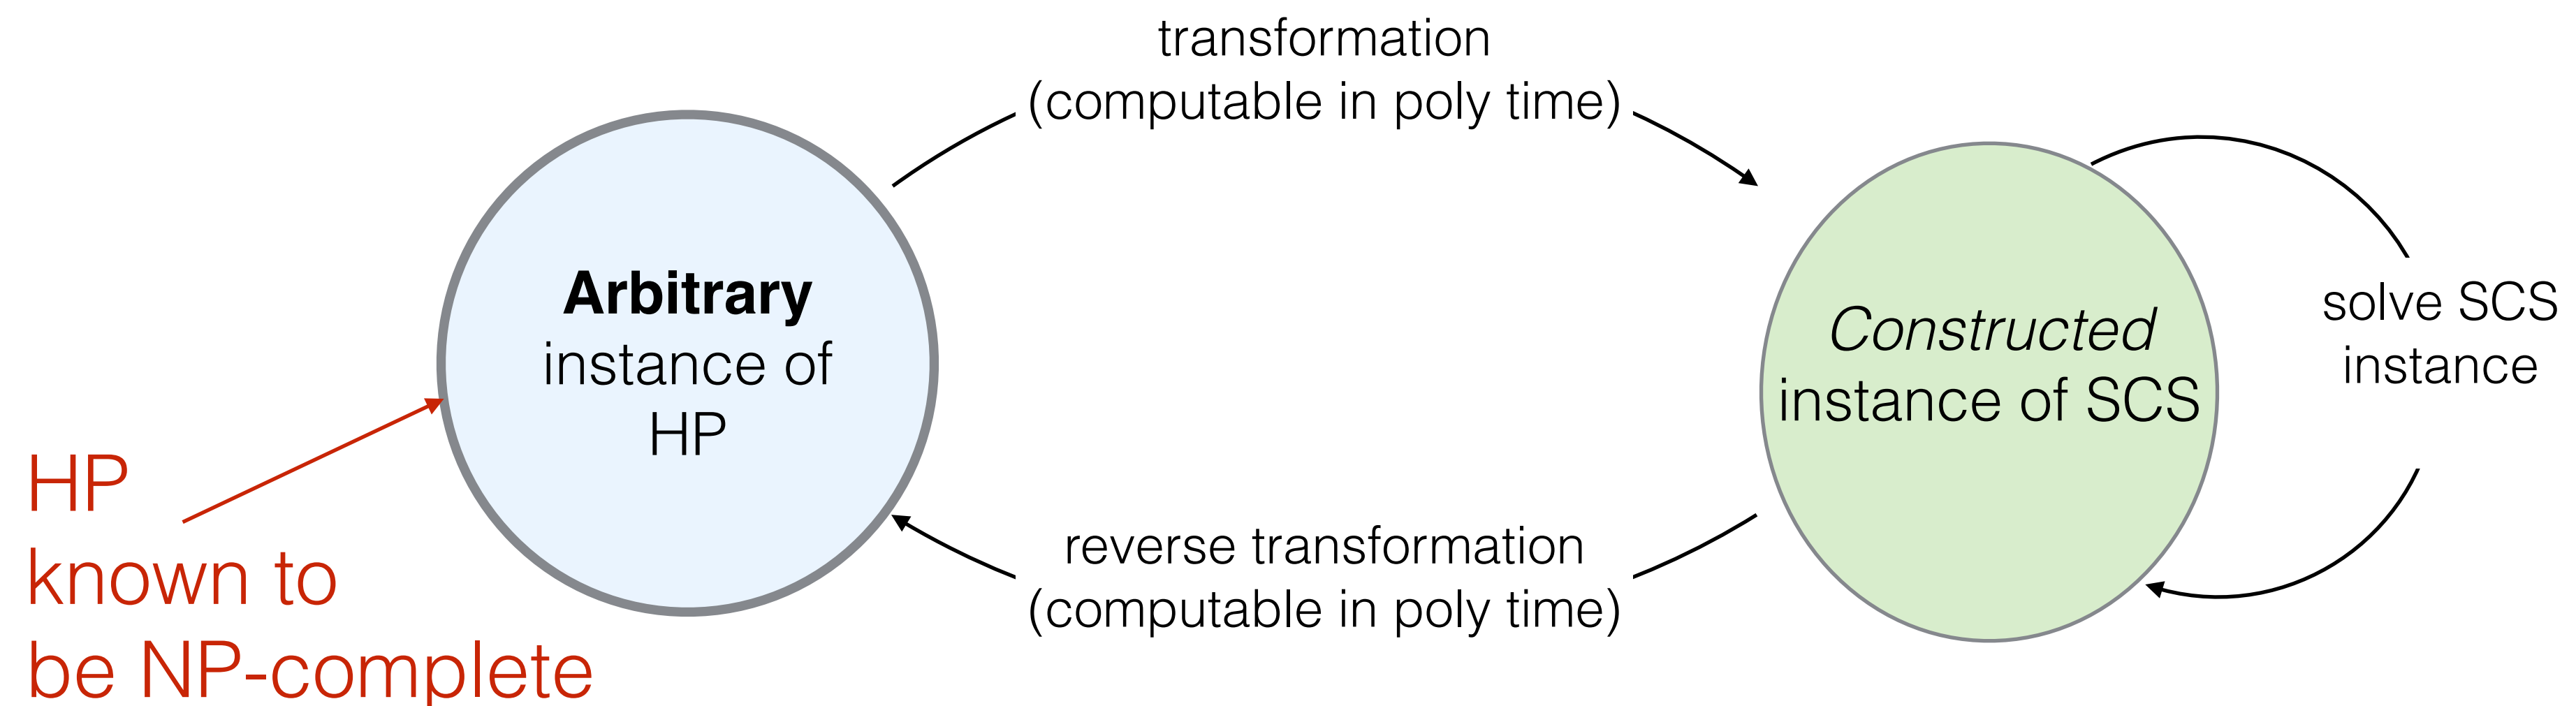 transformation
(computable in poly time)
Arbitrary
instance of
HP
Constructed
instance of SCS
solve SCS
instance
HP
known to
be NP-complete
reverse transformation
(computable in poly time)